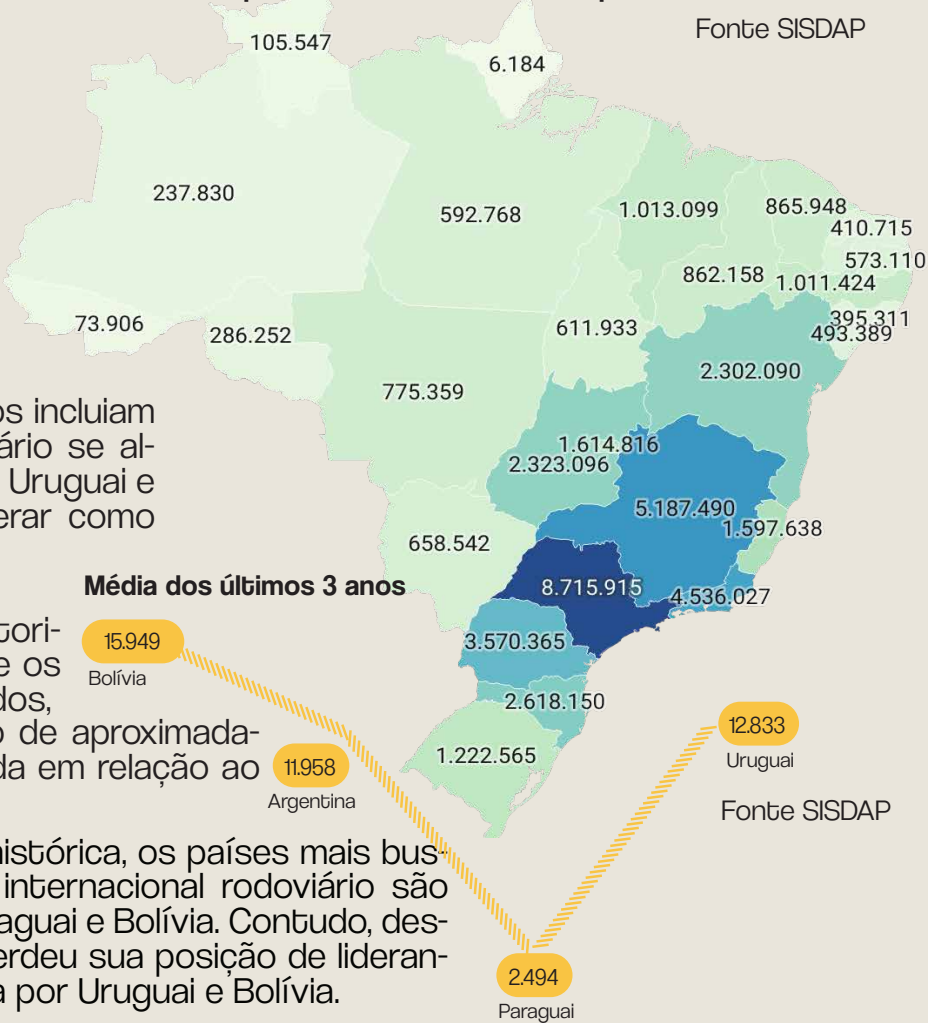 Fonte SISDAP
105.547
6.184
237.830
592.768
1.013.099
865.948
410.715
573.110
862.158
1.011.424
395.311
493.389
73.906
286.252
611.933
775.359
2.302.090
1.614.816
2.323.096
5.187.490
1.597.638
658.542
8.715.915
4.536.027
3.570.365
2.618.150
1.222.565
os incluiam
ário se al-
Uruguai e
erar como
Média dos últimos 3 anos
tori-
e os
dos,
o de aproximada-
da em relação ao
15.949
Bolívia
11.958
Argentina
12.833
Uruguai
Fonte SISDAP
histórica, os países mais bus-
internacional rodoviário são
raguai e Bolívia. Contudo, des-
erdeu sua posição de lideran-
a por Uruguai e Bolívia.
2.494
Paraguai